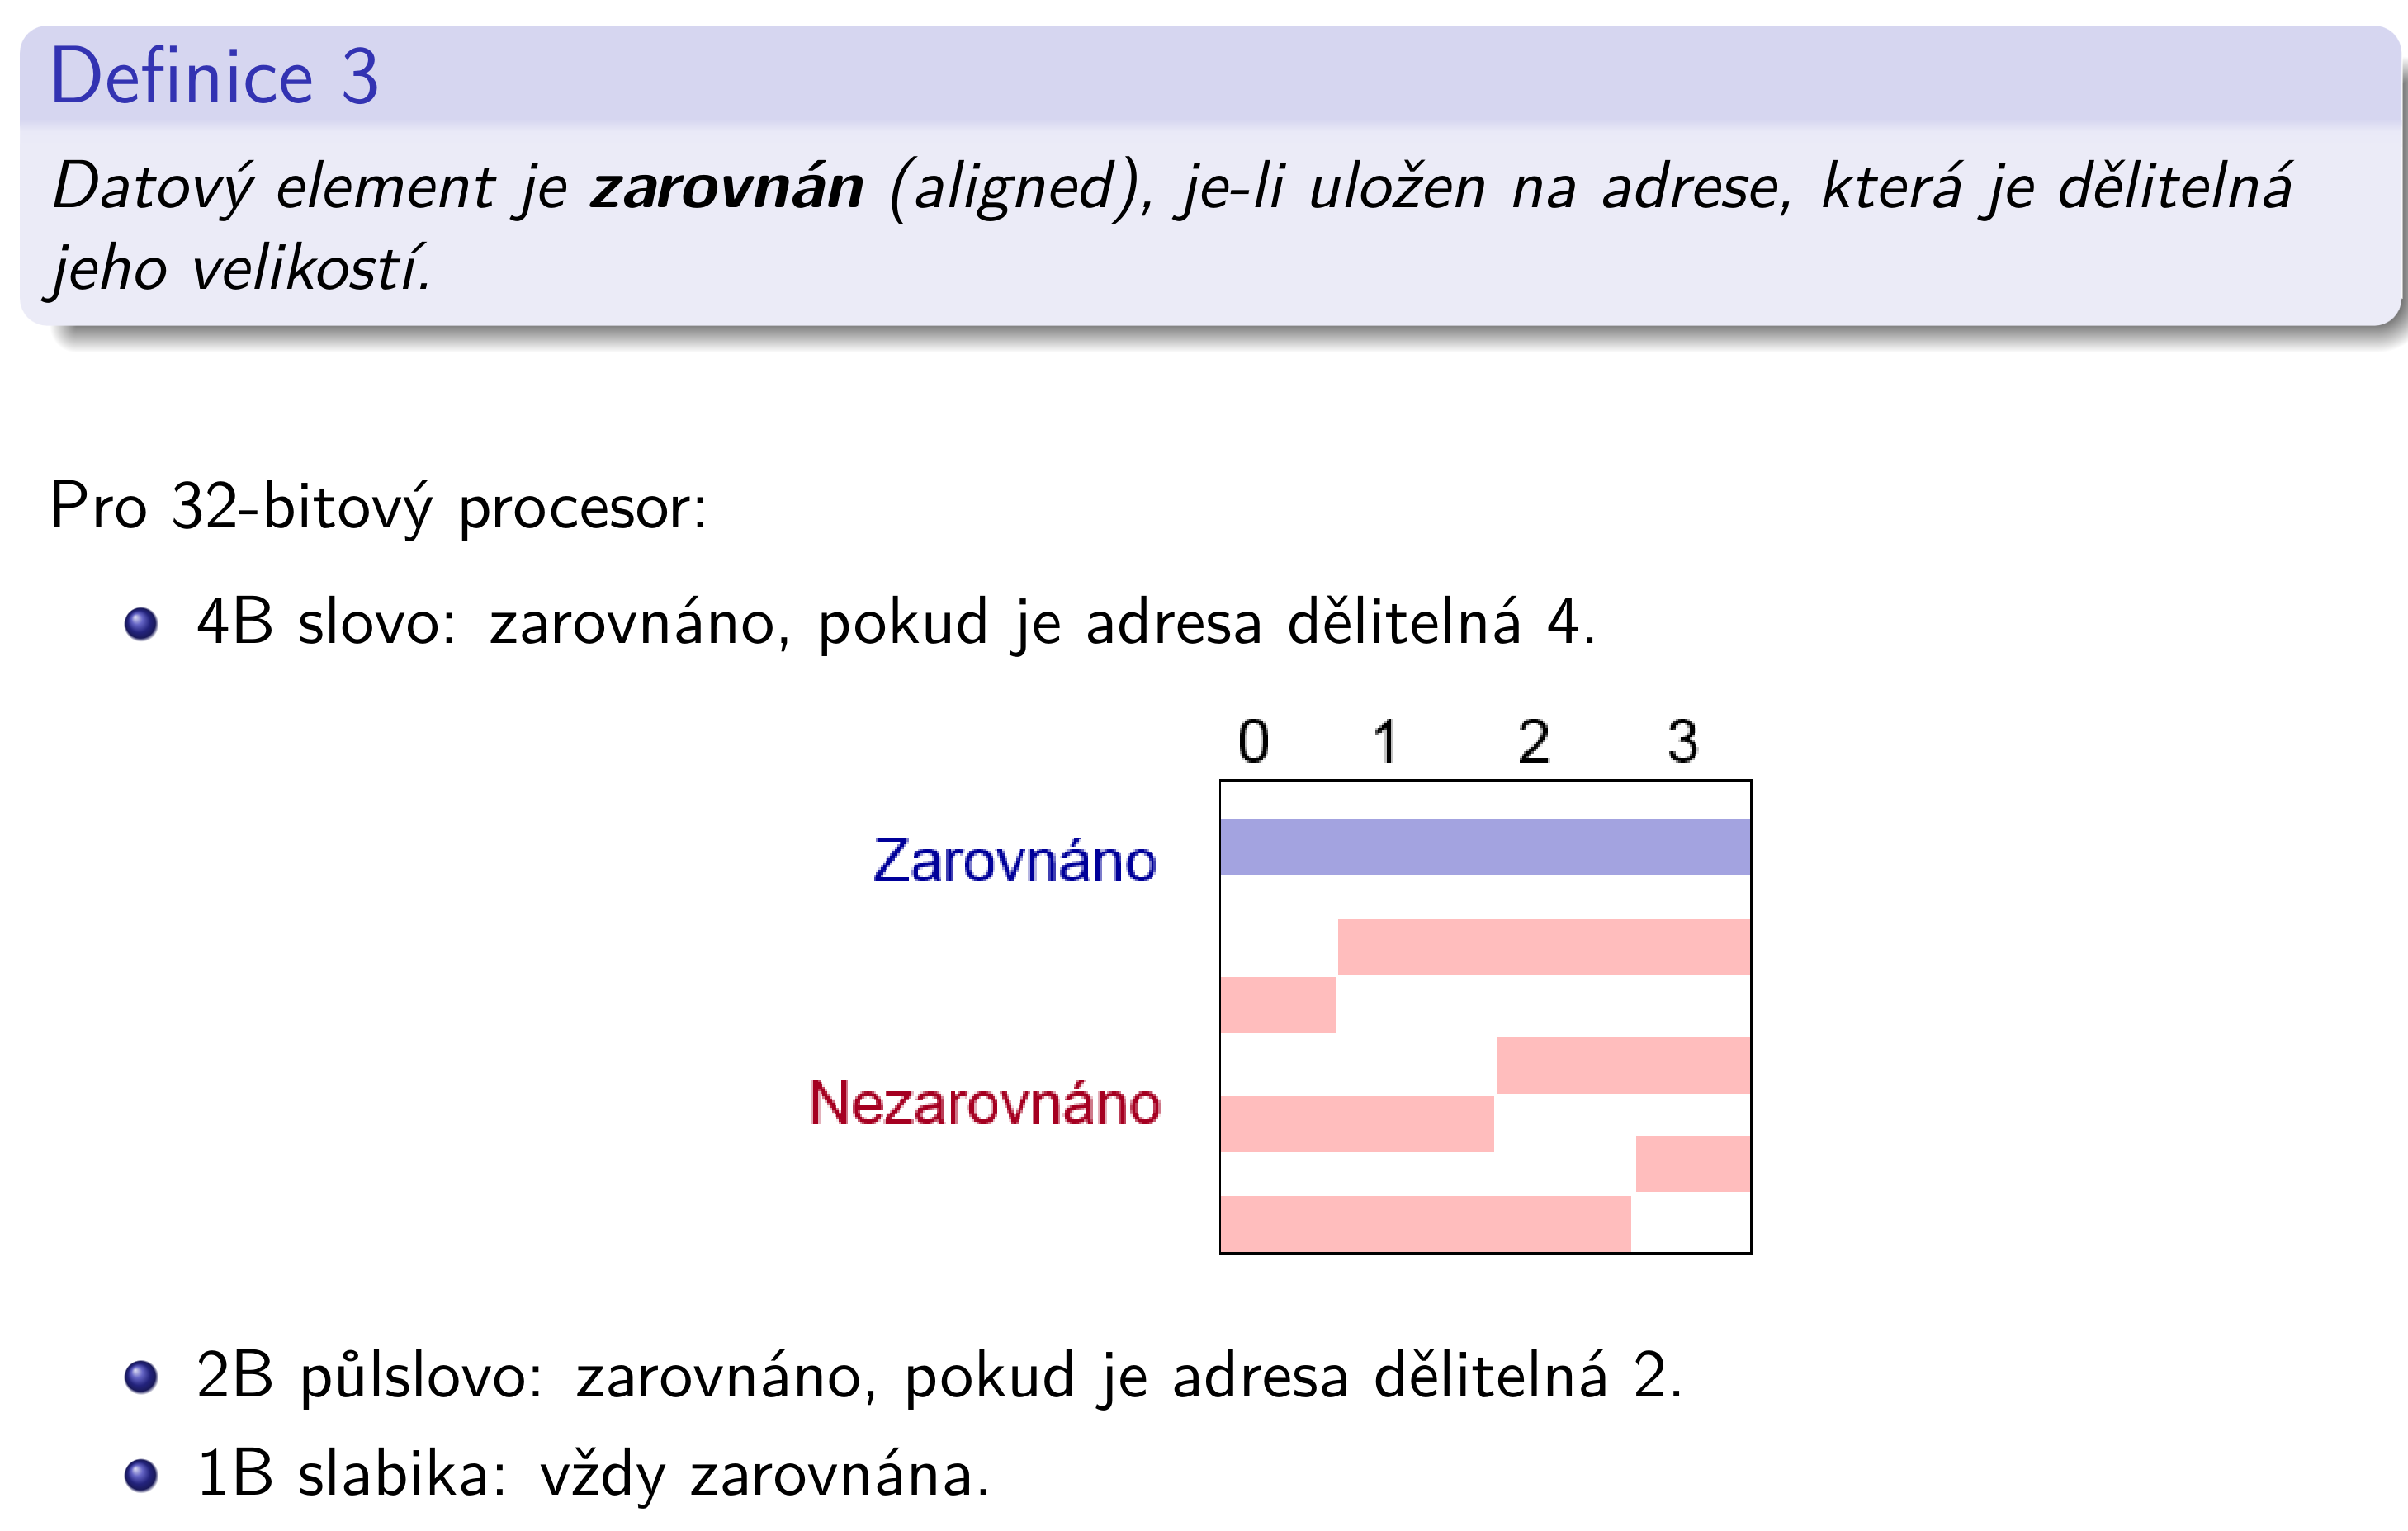 Definice 3
Datový element je zarovnán (aligned), je-li uložen na adrese, která je dělitelná
jeho velikostí.
Pro 32-bitový procesor:
4B slovo: zarovnáno, pokud je adresa dělitelná 4.
0 1 2 3
Zarovnáno
Nezarovnáno
2B půlslovo: zarovnáno, pokud je adresa dělitelná 2.
1B slabika: vždy zarovnána.